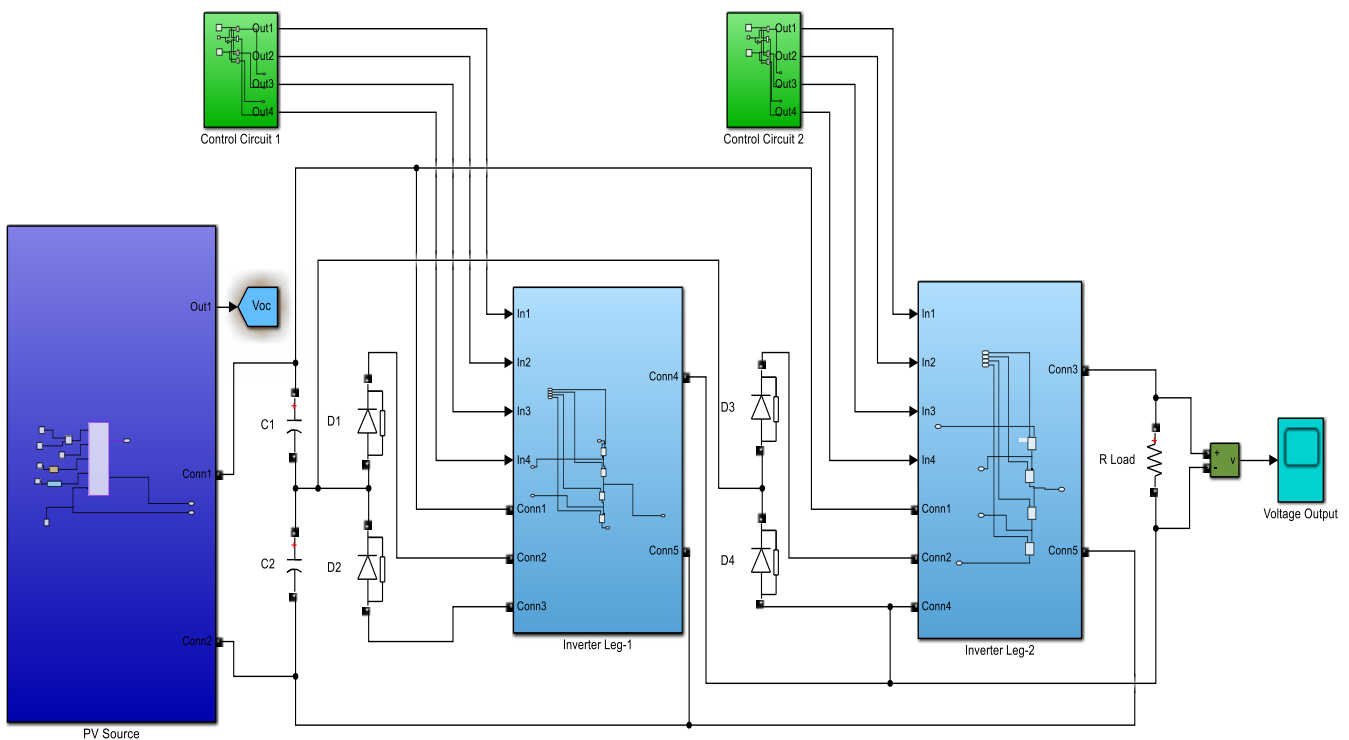 Out1
Out2
Out3
Out4
Control Circuit 1
Out1
Out2
Out3
Out4
Control Circuit 2
Out1
Voc
Conn1
Conn2
PV Source
+
C1
+
C2
D1
D2
In1
In2
In3
In4
Conn1
Conn2
Conn3
Conn4
Conn5
Inverter Leg-1
D3
D4
In1
In2
In3
In4
Conn1
Conn2
Conn4
Conn3
Conn5
Inverter Leg-2
+
R Load
+
-
v
Voltage Output